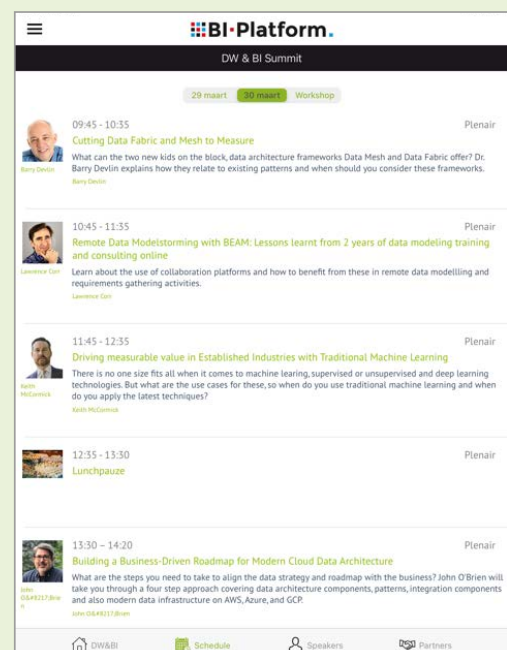 BI-Platform.
DW & BI Summit
29 maart 30 maart Workshop
09:45 - 10:35 Plenair
Cutting Data Fabric and Mesh to Measure
What can the two new kids on the block, data architecture frameworks Data Mesh and Data Fabric offer? Dr.
Barry Devlin explains how they relate to existing patterns and when should you consider these frameworks.
Barry Devlin
Barry Devlin
10:45 - 11:35 Plenair
Remote Data Modelstorming with BEAM: Lessons learnt from 2 years of data modeling training
and consulting online
Learn about the use of collaboration platforms and how to benefit from these in remote data modellling and
requirements gathering activities.
Lawrence Corr
Lawrence Corr
11:45 - 12:35 Plenair
Driving measurable value in Established Industries with Traditional Machine Learning
There is no one size fits all when it comes to machine learing, supervised or unsupervised and deep learning
technologies. But what are the use cases for these, so when do you use traditional machine learning and when
do you apply the latest techniques?
Keith
McCormick
Keith McCormick
12:35 - 13:30 Plenair
Lunchpauze
13:30 – 14:20 Plenair
Building a Business-Driven Roadmap for Modern Cloud Data Architecture
What are the steps you need to take to align the data strategy and roadmap with the business? John O'Brien will
take you through a four step approach covering data architecture components, patterns, integration components
and also modern data infrastructure on AWS, Azure, and GCP.
John
O&#8217;Brie
n
John O&#8217;Brien
DW&BI Schedule Speakers Partners